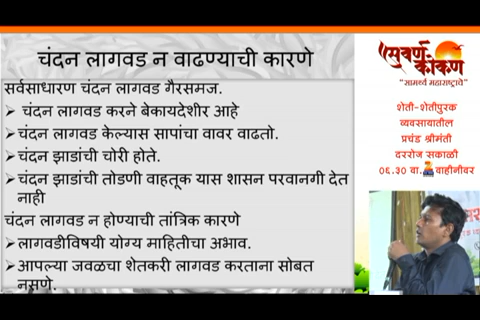 चंदन लागवड न वाढण्याची कारणे
सर्वसाधारण चंदन लागवड गैरसमज.
➢ चंदन लागवड करने बेकायदेशीर आहे
➢चंदन लागवड केल्यास सापांचा वावर वाढतो.
➢चंदन झाडांची चोरी होते.
➢चंदन झाडांची तोडणी वाहतूक यास शासन परवानगी देत
नाही
चंदन लागवड न होण्याची तांत्रिक कारणे
➢लागवडीविषयी योग्य माहितीचा अभाव.
➢आपल्या जवळचा शेतकरी लागवड करताना सोबत
नसणे.
सुवर्ण
कोकण
"सामर्थ्य महाराष्ट्राचे"
शेती-शेतीपुरक
व्यवसायातील
प्रचंड श्रीमंती
दररोज सकाळी
०६.३० वा. वाहीनीवर